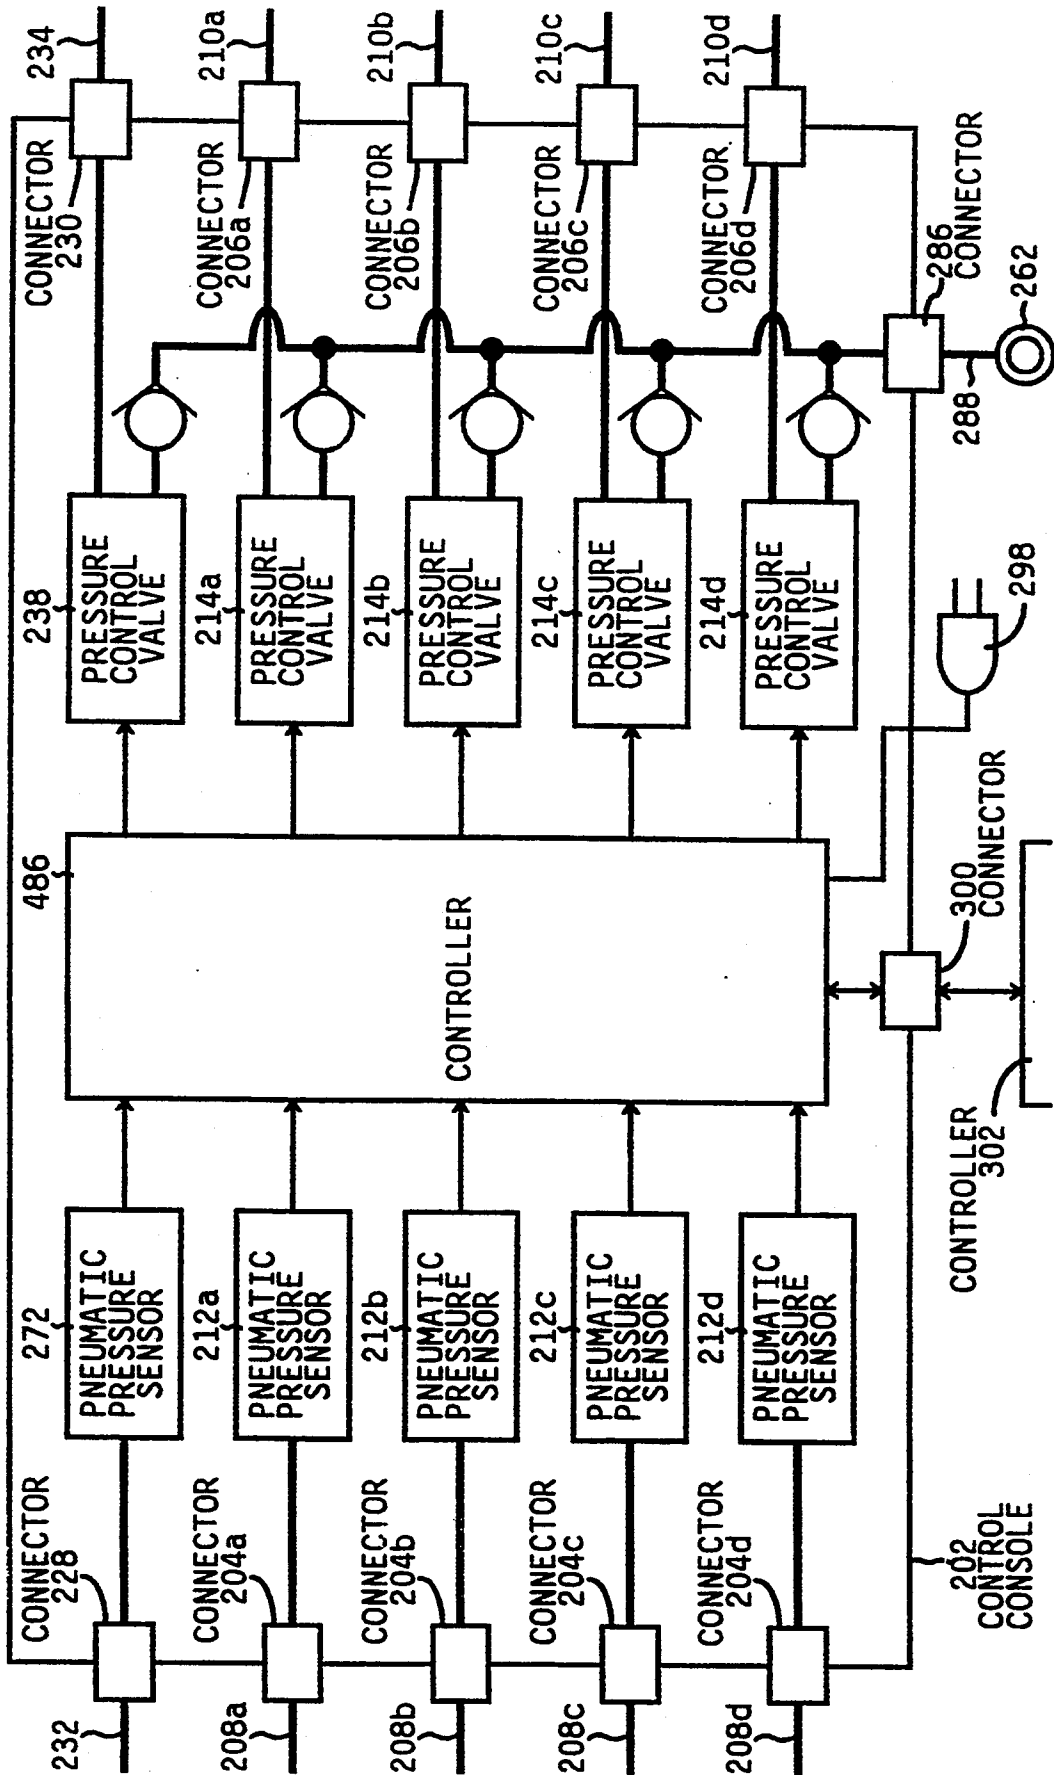 234
CONNECTOR
230
238
PRESSURE
CONTROL
VALVE
486
272
PNEUMATIC
PRESSURE
SENSOR
CONNECTOR
228
232
210a
CONNECTOR
206a
214a
PRESSURE
CONTROL
VALVE
212a
PNEUMATIC
PRESSURE
SENSOR
CONNECTOR
204a
208a
210b
CONNECTOR
206b
214b
PRESSURE
CONTROL
VALVE
CONTROLLER
212b
PNEUMATIC
PRESSURE
SENSOR
CONNECTOR
204b
208b
210c
CONNECTOR
206c
214c
PRESSURE
CONTROL
VALVE
212c
PNEUMATIC
PRESSURE
SENSOR
CONNECTOR
204c
208c
210d
CONNECTOR
206d
214d
PRESSURE
CONTROL
VALVE
212d
PNEUMATIC
PRESSURE
SENSOR
CONNECTOR
204d
208d
286
CONNECTOR
288
262
298
300
CONNECTOR
CONTROLLER
302
202
CONTROL
CONSOLE